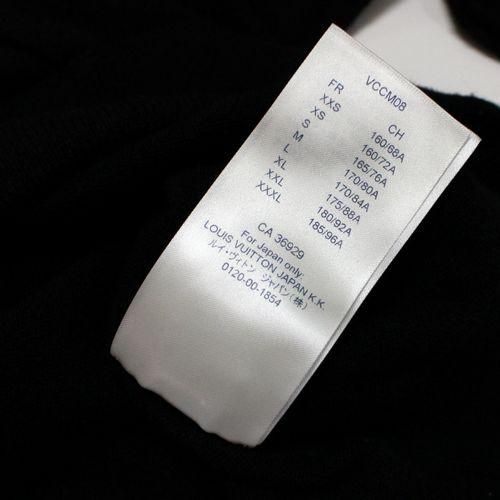 VCCM08
FR CH
XXS 160/68A
XS 160/72A
S 165/76A
M 170/80A
L 170/84A
XL 175/88A
XXL 180/92A
XXXL 185/96A
CA 36929
For Japan only:
LOUIS VUITTON JAPAN K.K.
ルイ・ヴィトン ジャパン(株)
0120-00-1854